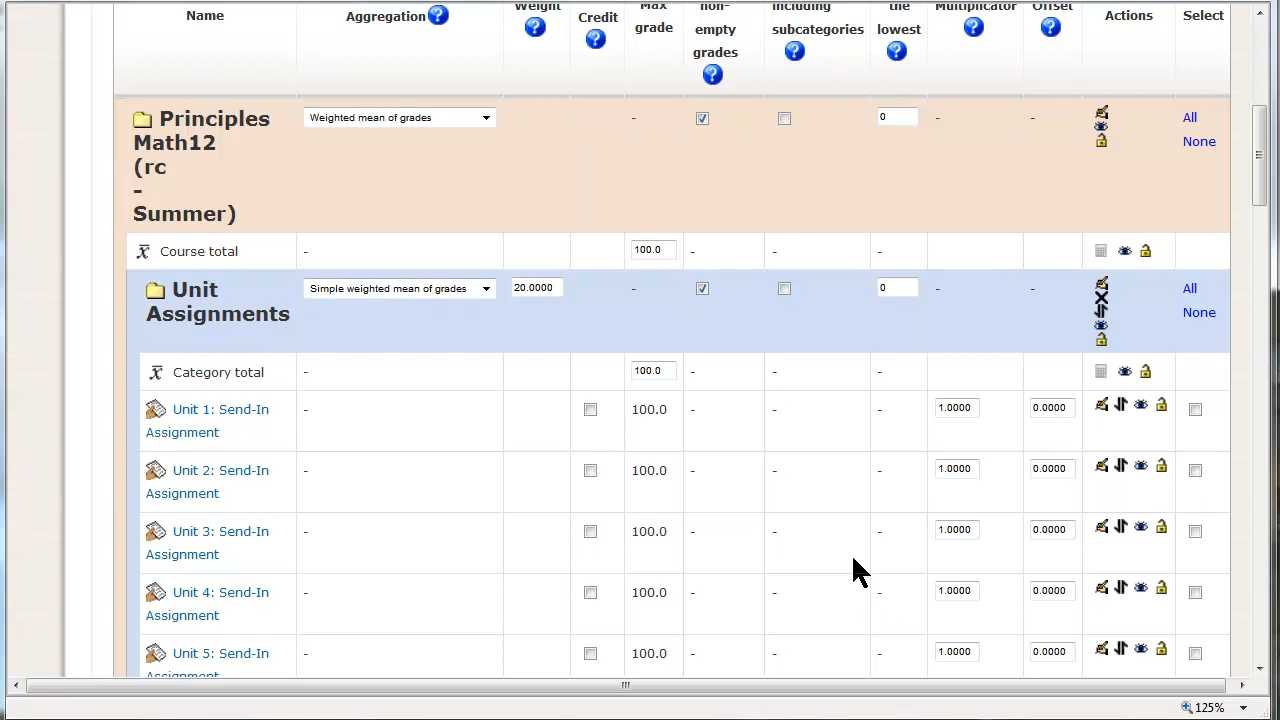 Name Aggregation Weight Credit Max grade non-empty grades including subcategories the lowest Multiplicator Offset Actions Select
Principles Math12 (rc - Summer) Weighted mean of grades - 0 - - All None
Course total - 100.0 - - -
Unit Assignments Simple weighted mean of grades 20.0000 - 0 - - All None
Category total - 100.0 - - -
Unit 1: Send-In Assignment - 100.0 - - - 1.0000 0.0000
Unit 2: Send-In Assignment - 100.0 - - - 1.0000 0.0000
Unit 3: Send-In Assignment - 100.0 - - - 1.0000 0.0000
Unit 4: Send-In Assignment - 100.0 - - - 1.0000 0.0000
Unit 5: Send-In Assignment - 100.0 - - - 1.0000 0.0000
125%